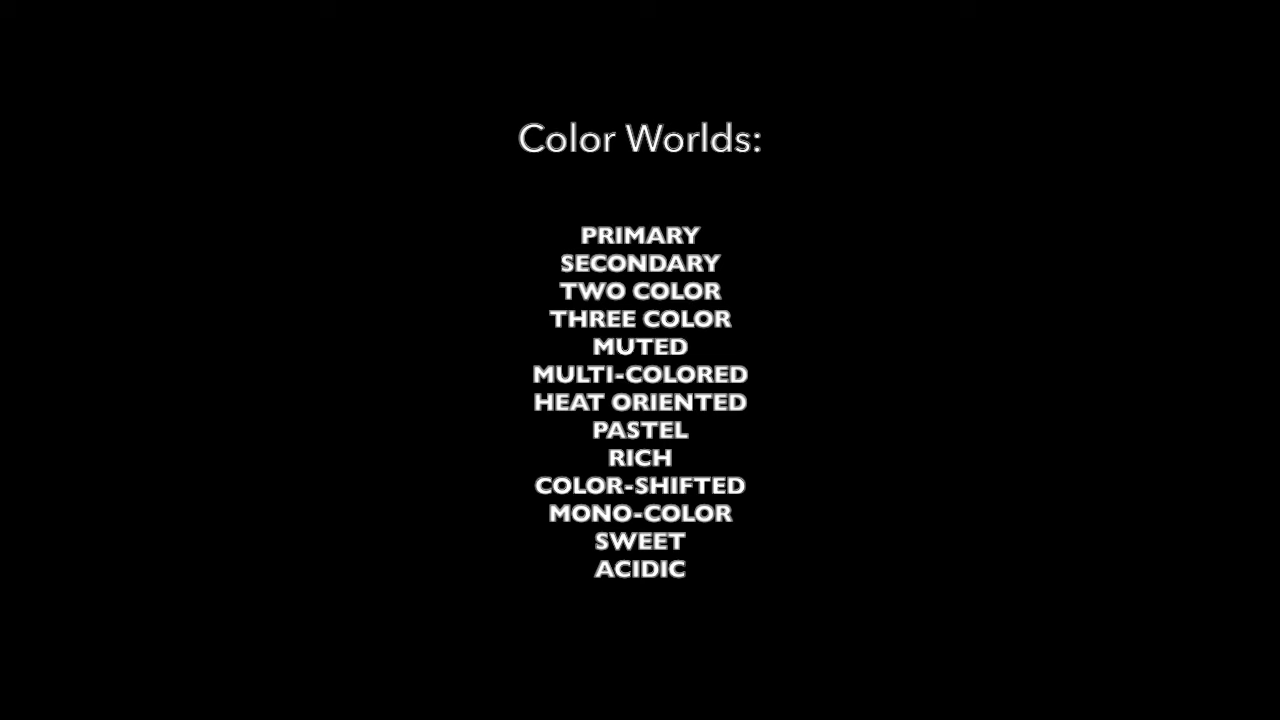 Color Worlds:
PRIMARY
SECONDARY
TWO COLOR
THREE COLOR
MUTED
MULTI-COLORED
HEAT ORIENTED
PASTEL
RICH
COLOR-SHIFTED
MONO-COLOR
SWEET
ACIDIC